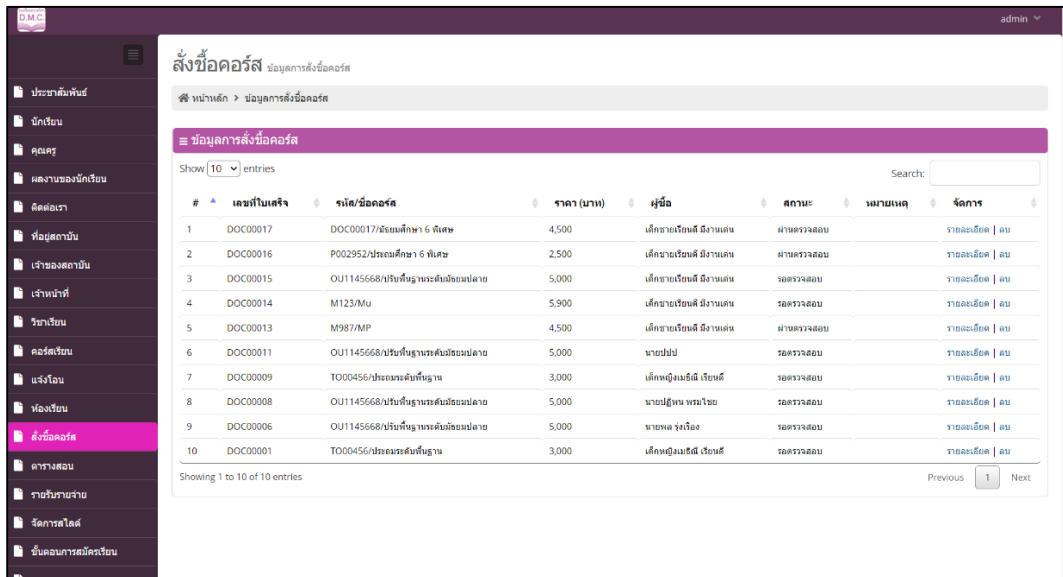 D.M.C.
admin
สั่งซื้อคอร์ส ข้อมูลการสั่งซื้อคอร์ส
หน้าหลัก > ข้อมูลการสั่งซื้อคอร์ส
ประชาสัมพันธ์
นักเรียน
คุณครู
ผลงานของนักเรียน
ติดต่อเรา
ที่อยู่สถาบัน
เจ้าของสถาบัน
เจ้าหน้าที่
วิชาเรียน
คอร์สเรียน
แจ้งโอน
ห้องเรียน
สั่งซื้อคอร์ส
ตารางสอน
รายรับรายจ่าย
จัดการสไลด์
ขั้นตอนการสมัครเรียน
ข้อมูลการสั่งซื้อคอร์ส
Show 10 entries
Search:
# เลขที่ใบเสร็จ รหัส/ชื่อคอร์ส ราคา (บาท) ผู้ซื้อ สถานะ หมายเหตุ จัดการ
1 DOC00017 DOC00017/มัธยมศึกษา 6 พิเศษ 4,500 เด็กชายเรียนดี มีงานเด่น ผ่านตรวจสอบ รายละเอียด | ลบ
2 DOC00016 P002952/ประถมศึกษา 6 พิเศษ 2,500 เด็กชายเรียนดี มีงานเด่น ผ่านตรวจสอบ รายละเอียด | ลบ
3 DOC00015 OU1145668/ปรับพื้นฐานระดับมัธยมปลาย 5,000 เด็กชายเรียนดี มีงานเด่น รอตรวจสอบ รายละเอียด | ลบ
4 DOC00014 M123/Mu 5,900 เด็กชายเรียนดี มีงานเด่น รอตรวจสอบ รายละเอียด | ลบ
5 DOC00013 M987/MP 4,500 เด็กชายเรียนดี มีงานเด่น ผ่านตรวจสอบ รายละเอียด | ลบ
6 DOC00011 OU1145668/ปรับพื้นฐานระดับมัธยมปลาย 5,000 นายปปป รอตรวจสอบ รายละเอียด | ลบ
7 DOC00009 TO00456/ประถมระดับพื้นฐาน 3,000 เด็กหญิงเมธิณี เรียนดี รอตรวจสอบ รายละเอียด | ลบ
8 DOC00008 OU1145668/ปรับพื้นฐานระดับมัธยมปลาย 5,000 นายปฏิพน พรมไชย รอตรวจสอบ รายละเอียด | ลบ
9 DOC00006 OU1145668/ปรับพื้นฐานระดับมัธยมปลาย 5,000 นายพล รุ่งเรือง รอตรวจสอบ รายละเอียด | ลบ
10 DOC00001 TO00456/ประถมระดับพื้นฐาน 3,000 เด็กหญิงเมธิณี เรียนดี รอตรวจสอบ รายละเอียด | ลบ
Showing 1 to 10 of 10 entries
Previous 1 Next